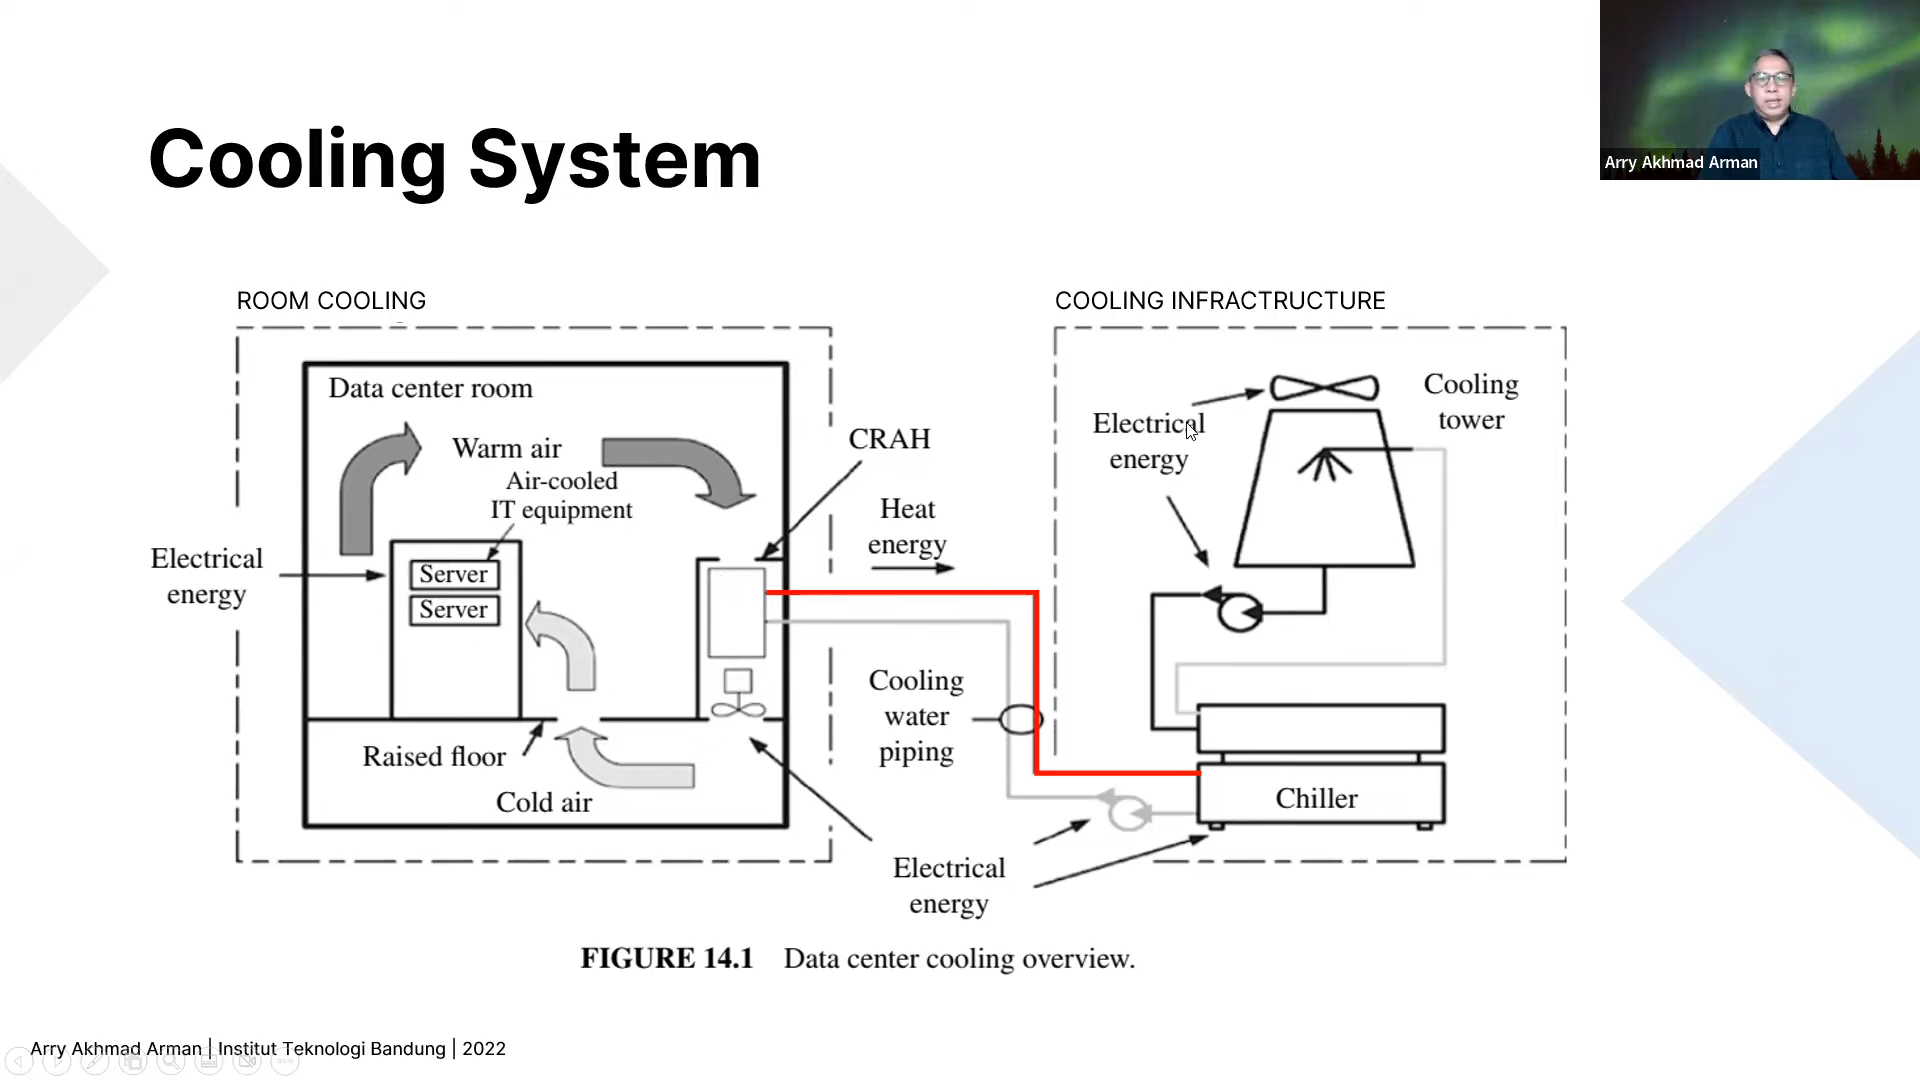 Arry Akhmad Arman
Cooling System
ROOM COOLING
COOLING INFRACTRUCTURE
Data center room
Warm air
Air-cooled
IT equipment
Electrical
energy
Server
Server
Raised floor
Cold air
CRAH
Heat
energy
Cooling
water
piping
Electrical
energy
Electrical
energy
Cooling
tower
Chiller
FIGURE 14.1 Data center cooling overview.
Arry Akhmad Arman | Institut Teknologi Bandung | 2022